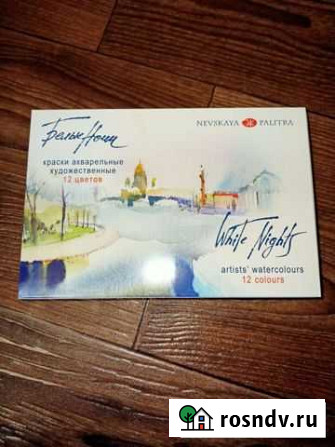 NEVSKAYA PALITRA
Белые Ночи
краски акварельные
художественные
12 цветов
White Nights
artists' watercolours
12 colours
rosndv.ru